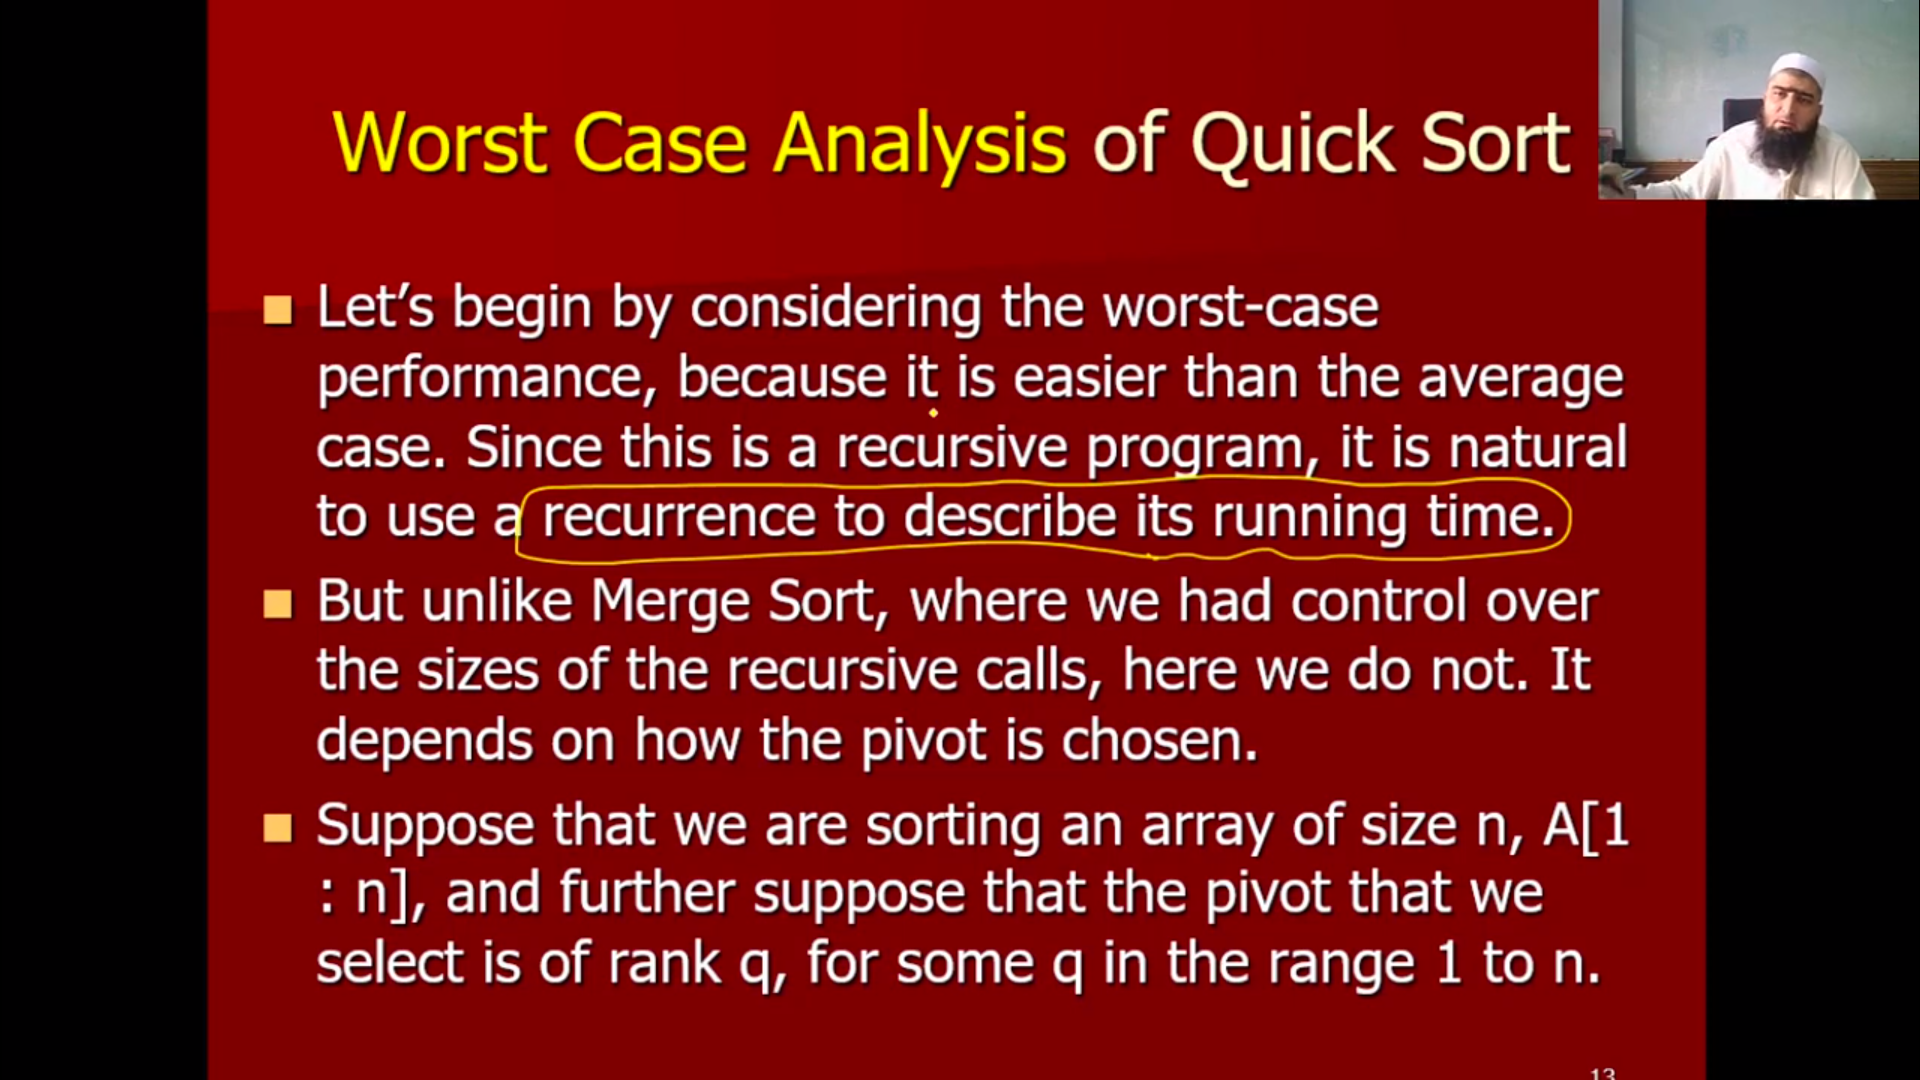 Worst Case Analysis of Quick Sort
Let’s begin by considering the worst-case
performance, because it is easier than the average
case. Since this is a recursive program, it is natural
to use a recurrence to describe its running time.
But unlike Merge Sort, where we had control over
the sizes of the recursive calls, here we do not. It
depends on how the pivot is chosen.
Suppose that we are sorting an array of size n, A[1
: n], and further suppose that the pivot that we
select is of rank q, for some q in the range 1 to n.
13